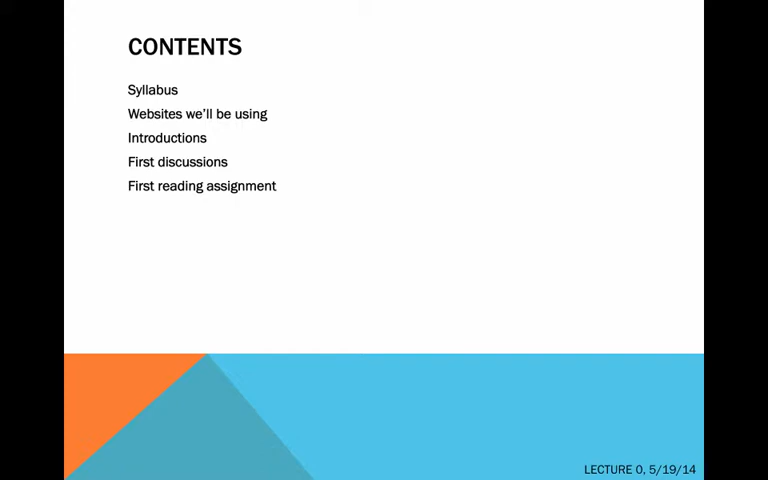 CONTENTS
Syllabus
Websites we'll be using
Introductions
First discussions
First reading assignment
LECTURE 0, 5/19/14